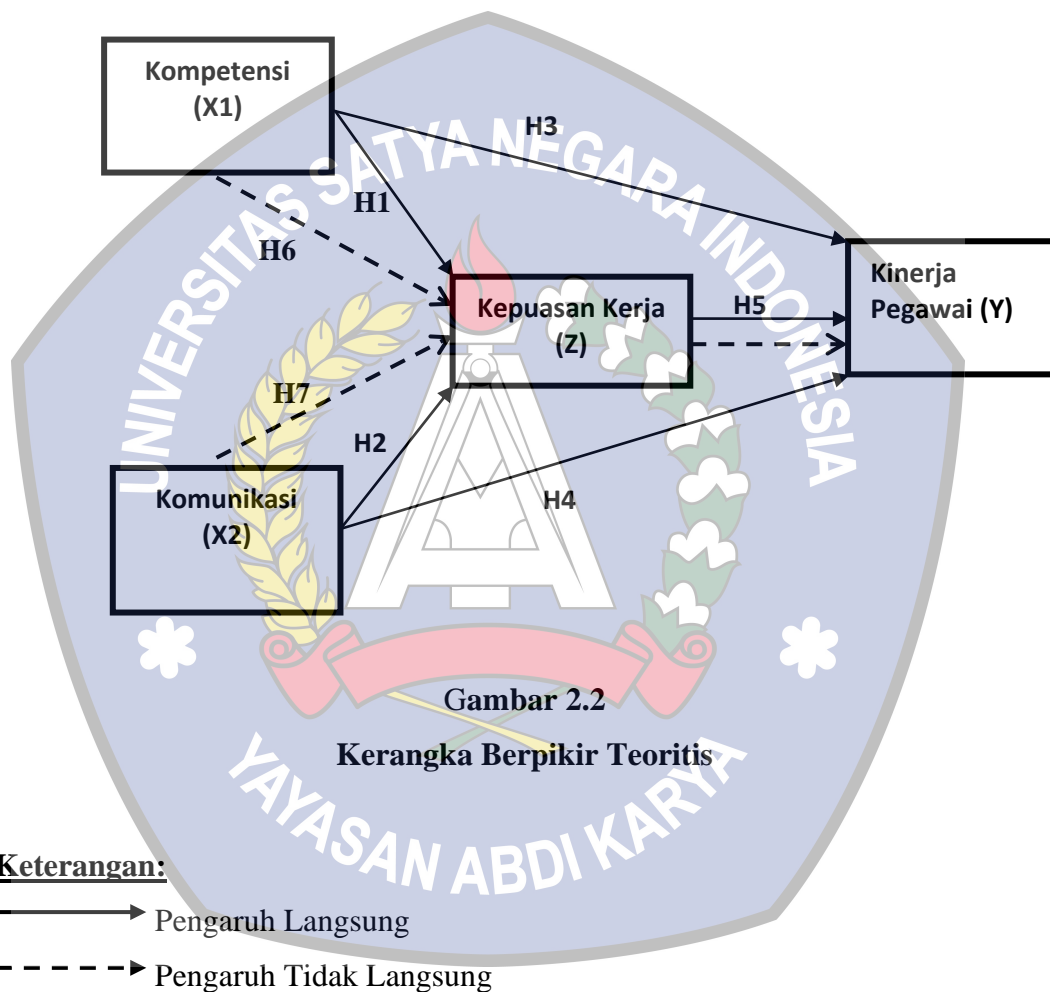 Kompetensi
(X1)
H3
H1
H6
Kepuasan Kerja
(Z)
H5
Kinerja
Pegawai (Y)
H7
H2
Komunikasi
(X2)
H4
UNIVERSITAS SATYA NEGARA INDONESIA
YAYASAN ABDI KARYA
Gambar 2.2
Kerangka Berpikir Teoritis
Keterangan:
Pengaruh Langsung
Pengaruh Tidak Langsung